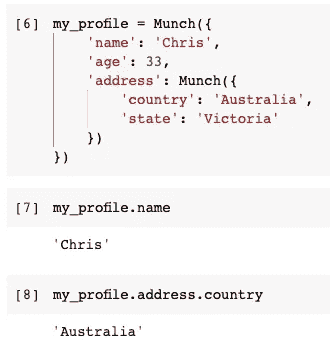 [6] my_profile = Munch({
'name': 'Chris',
'age': 33,
'address': Munch({
'country': 'Australia',
'state': 'Victoria'
})
})
[7] my_profile.name
'Chris'
[8] my_profile.address.country
'Australia'